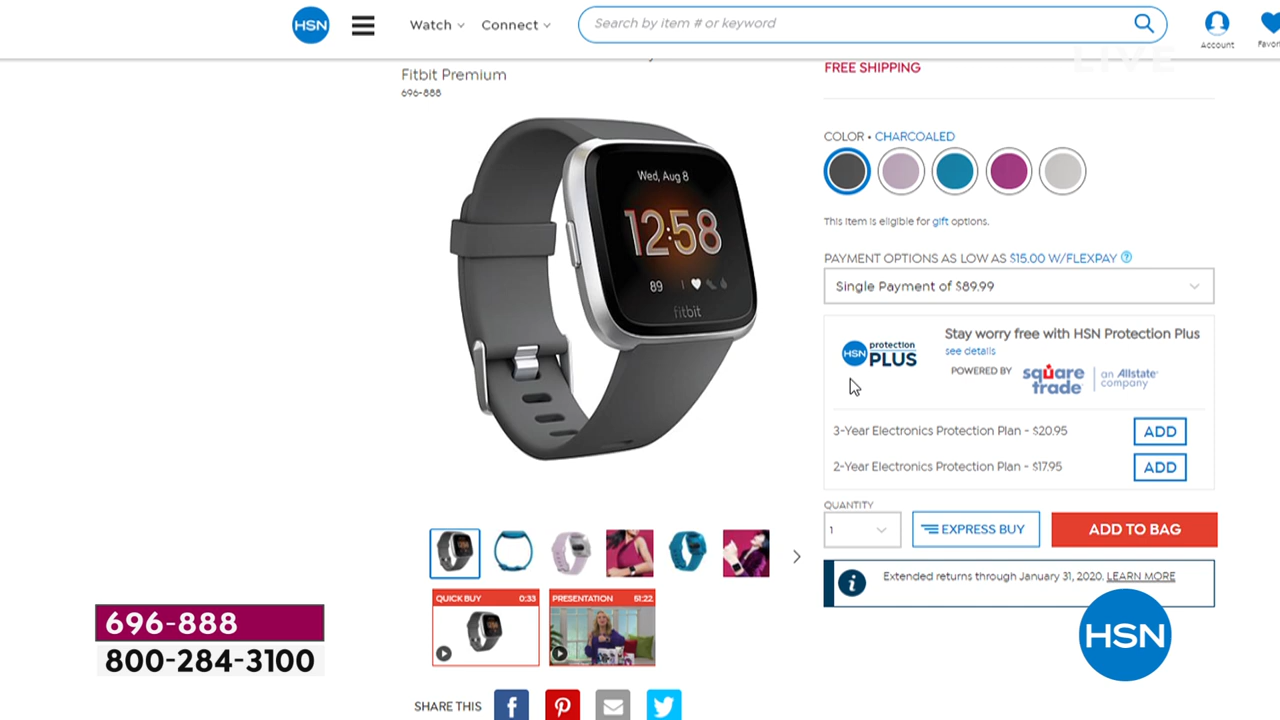 HSN
Watch
Connect
Search by item # or keyword
Account
LIVE
Fitbit Premium
696-888
FREE SHIPPING
COLOR • CHARCOALED
Wed, Aug 8
12:58
89
fitbit
This item is eligible for gift options.
PAYMENT OPTIONS AS LOW AS $15.00 W/FLEXPAY ?
Single Payment of $89.99
Stay worry free with HSN Protection Plus
HSN protection PLUS
see details
POWERED BY square trade an Allstate company
3-Year Electronics Protection Plan - $20.95 ADD
2-Year Electronics Protection Plan - $17.95 ADD
QUANTITY
1
EXPRESS BUY
ADD TO BAG
Extended returns through January 31, 2020. LEARN MORE
QUICK BUY 0:33
PRESENTATION 51:22
696-888
800-284-3100
HSN
SHARE THIS